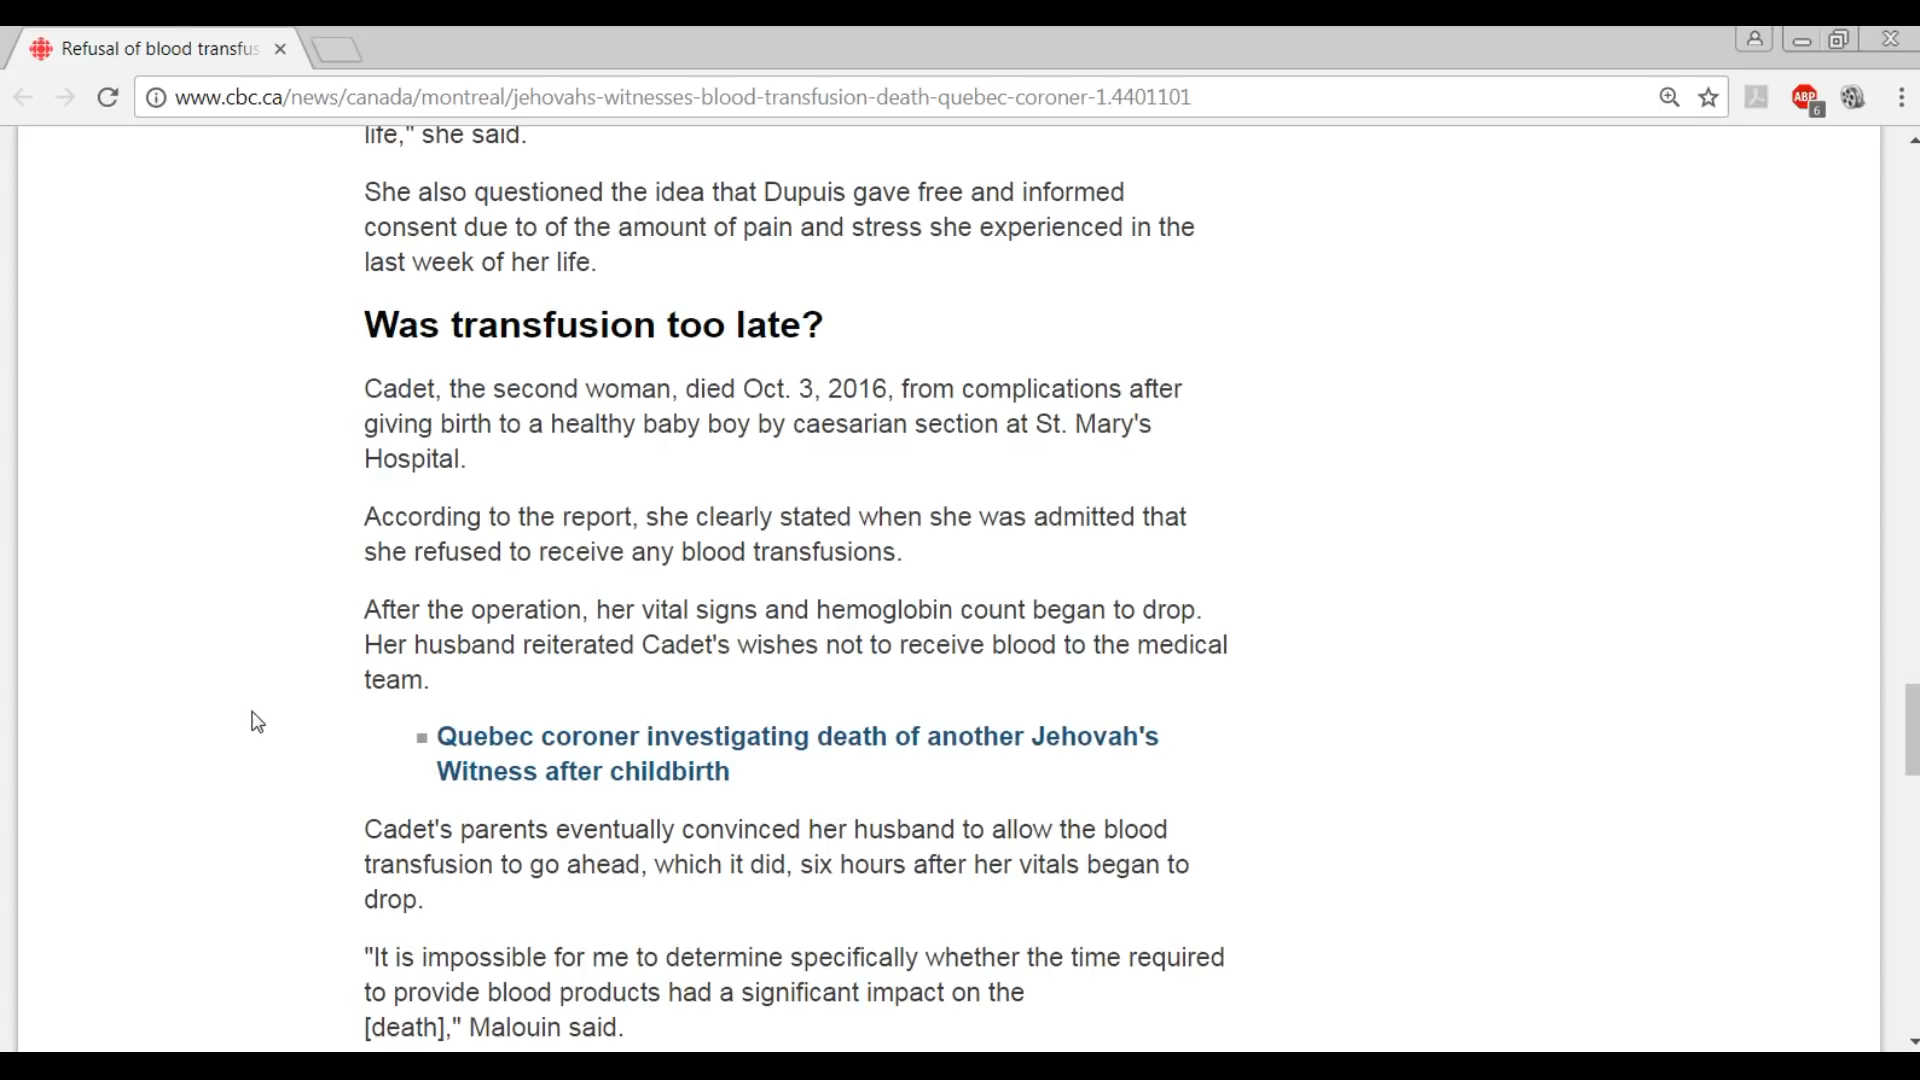 Refusal of blood transfus
www.cbc.ca/news/canada/montreal/jehovahs-witnesses-blood-transfusion-death-quebec-coroner-1.4401101
ABP
6
life," she said.
She also questioned the idea that Dupuis gave free and informed
consent due to of the amount of pain and stress she experienced in the
last week of her life.
Was transfusion too late?
Cadet, the second woman, died Oct. 3, 2016, from complications after
giving birth to a healthy baby boy by caesarian section at St. Mary's
Hospital.
According to the report, she clearly stated when she was admitted that
she refused to receive any blood transfusions.
After the operation, her vital signs and hemoglobin count began to drop.
Her husband reiterated Cadet's wishes not to receive blood to the medical
team.
Quebec coroner investigating death of another Jehovah's
Witness after childbirth
Cadet's parents eventually convinced her husband to allow the blood
transfusion to go ahead, which it did, six hours after her vitals began to
drop.
"It is impossible for me to determine specifically whether the time required
to provide blood products had a significant impact on the
[death]," Malouin said.